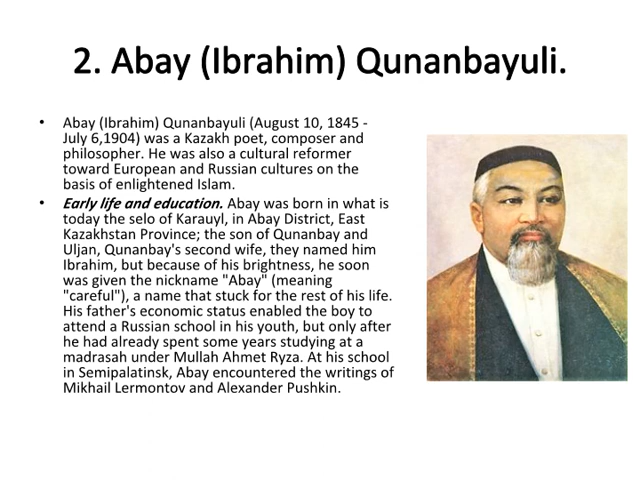 2. Abay (Ibrahim) Qunanbayuli.
• Abay (Ibrahim) Qunanbayuli (August 10, 1845 -
July 6,1904) was a Kazakh poet, composer and
philosopher. He was also a cultural reformer
toward European and Russian cultures on the
basis of enlightened Islam.
• Early life and education. Abay was born in what is
today the selo of Karauyl, in Abay District, East
Kazakhstan Province; the son of Qunanbay and
Uljan, Qunanbay's second wife, they named him
Ibrahim, but because of his brightness, he soon
was given the nickname "Abay" (meaning
"careful"), a name that stuck for the rest of his life.
His father's economic status enabled the boy to
attend a Russian school in his youth, but only after
he had already spent some years studying at a
madrasah under Mullah Ahmet Ryza. At his school
in Semipalatinsk, Abay encountered the writings of
Mikhail Lermontov and Alexander Pushkin.